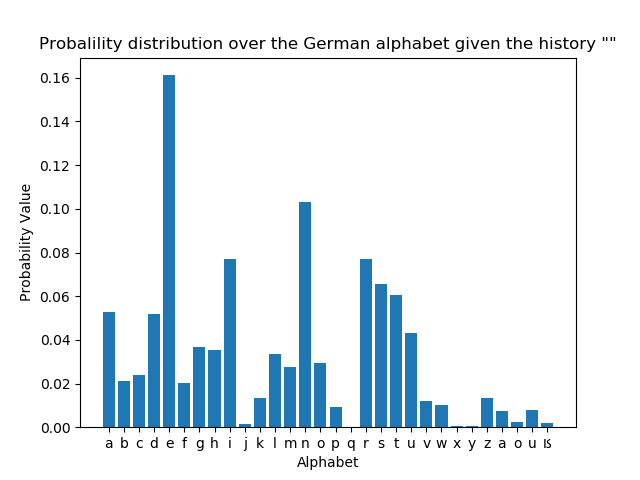 Probalility distribution over the German alphabet given the history ""
0.16
0.14
0.12
0.10
0.08
0.06
0.04
0.02
0.00
Probability Value
a b c d e f g h i j k l m n o p q r s t u v w x y z a o u ß
Alphabet